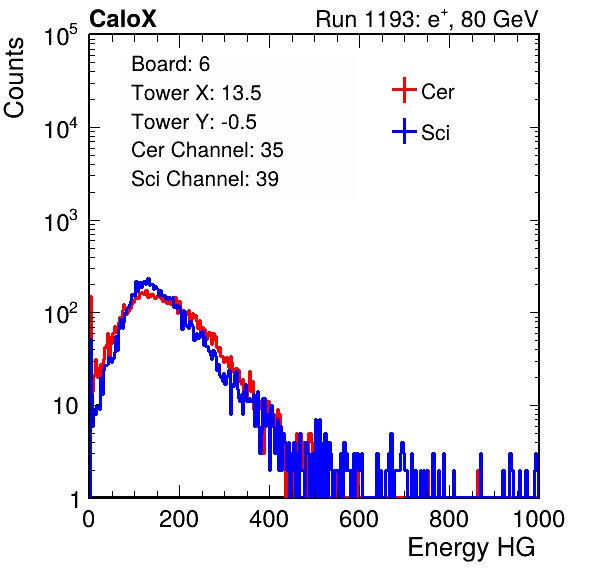 CaloX Run 1193: e⁺, 80 GeV
Counts
10⁵
10⁴
10³
10²
10
1
Board: 6
Tower X: 13.5
Tower Y: -0.5
Cer Channel: 35
Sci Channel: 39
Cer
Sci
0 200 400 600 800 1000
Energy HG